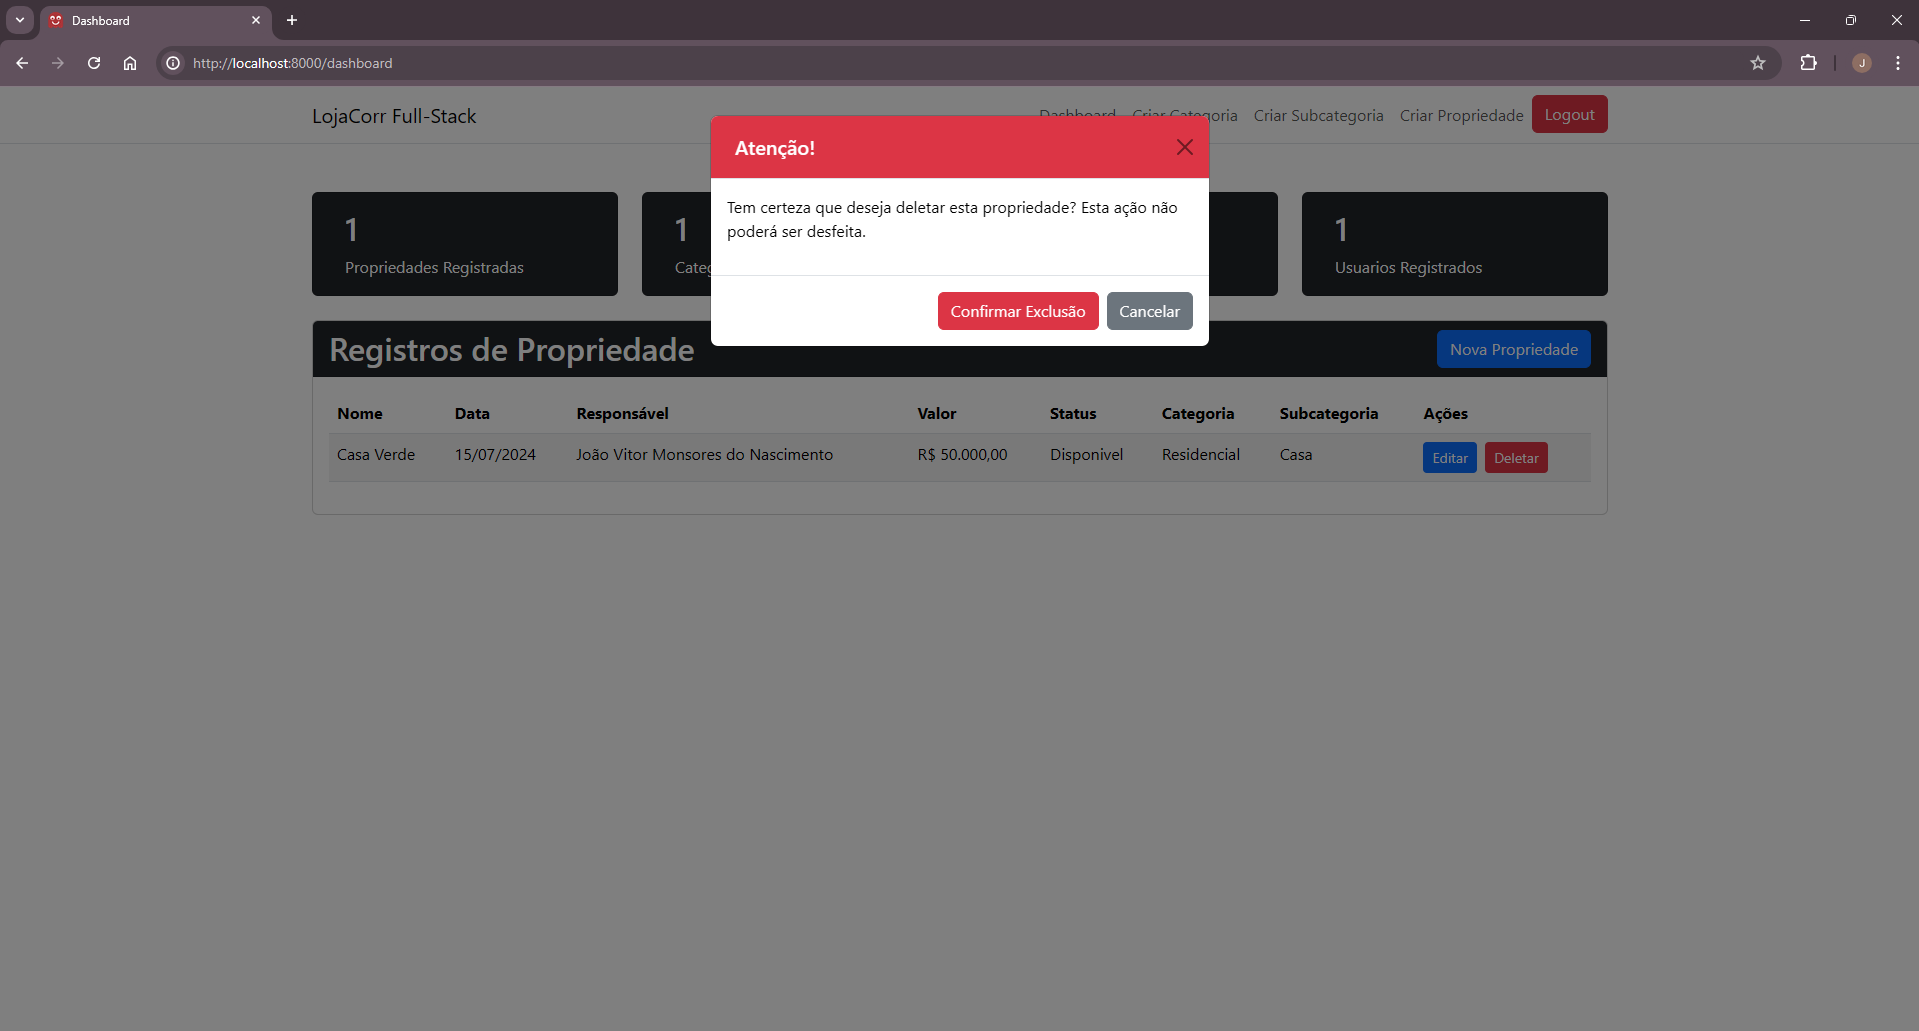 Dashboard
http://localhost:8000/dashboard
J
LojaCorr Full-Stack
Dashboard
Criar Categoria
Criar Subcategoria
Criar Propriedade
Logout
Atenção!
Tem certeza que deseja deletar esta propriedade? Esta ação não
poderá ser desfeita.
Confirmar Exclusão
Cancelar
1
Propriedades Registradas
1
1
Usuarios Registrados
Registros de Propriedade
Nova Propriedade
Nome Data Responsável Valor Status Categoria Subcategoria Ações
Casa Verde 15/07/2024 João Vitor Monsores do Nascimento R$ 50.000,00 Disponivel Residencial Casa Editar Deletar